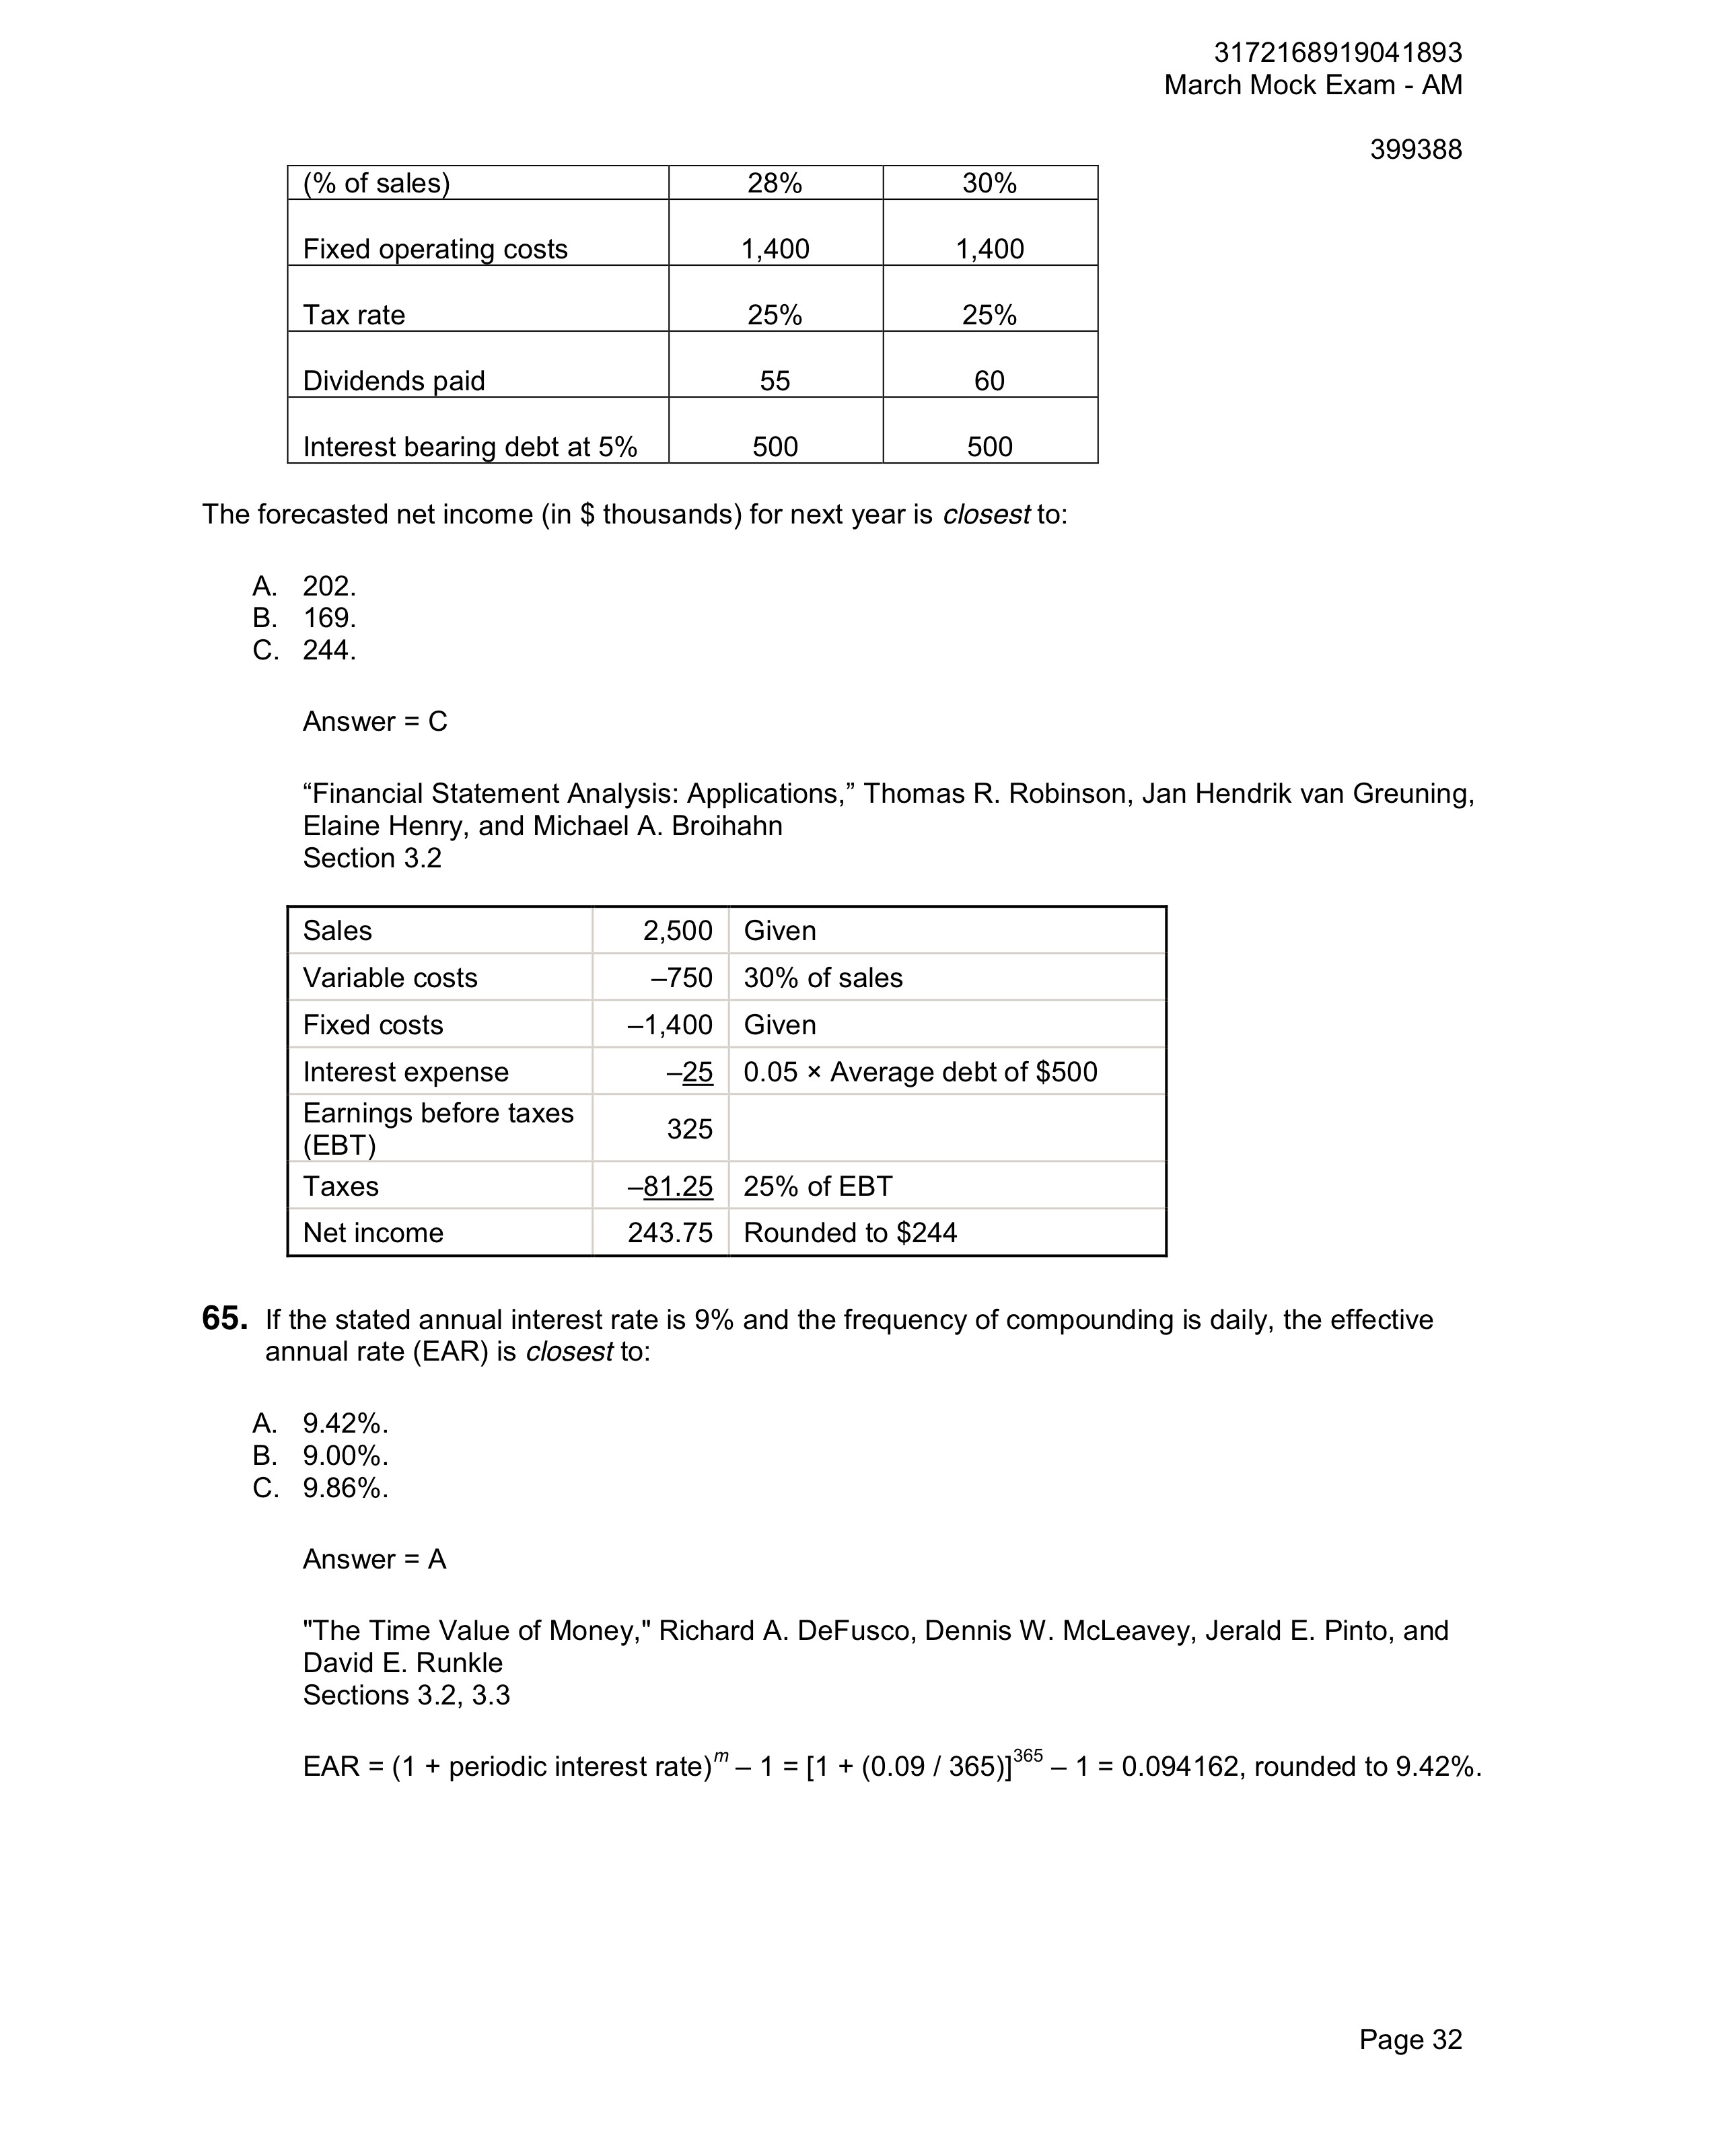 3172168919041893
March Mock Exam - AM
399388
(% of sales) 28% 30%
Fixed operating costs 1,400 1,400
Tax rate 25% 25%
Dividends paid 55 60
Interest bearing debt at 5% 500 500
The forecasted net income (in $ thousands) for next year is closest to:
A. 202.
B. 169.
C. 244.
Answer = C
“Financial Statement Analysis: Applications,” Thomas R. Robinson, Jan Hendrik van Greuning,
Elaine Henry, and Michael A. Broihahn
Section 3.2
Sales 2,500 Given
Variable costs –750 30% of sales
Fixed costs –1,400 Given
Interest expense –25 0.05 × Average debt of $500
Earnings before taxes
(EBT) 325
Taxes –81.25 25% of EBT
Net income 243.75 Rounded to $244
65. If the stated annual interest rate is 9% and the frequency of compounding is daily, the effective
annual rate (EAR) is closest to:
A. 9.42%.
B. 9.00%.
C. 9.86%.
Answer = A
"The Time Value of Money," Richard A. DeFusco, Dennis W. McLeavey, Jerald E. Pinto, and
David E. Runkle
Sections 3.2, 3.3
EAR = (1 + periodic interest rate)^m – 1 = [1 + (0.09 / 365)]^365 – 1 = 0.094162, rounded to 9.42%.
Page 32